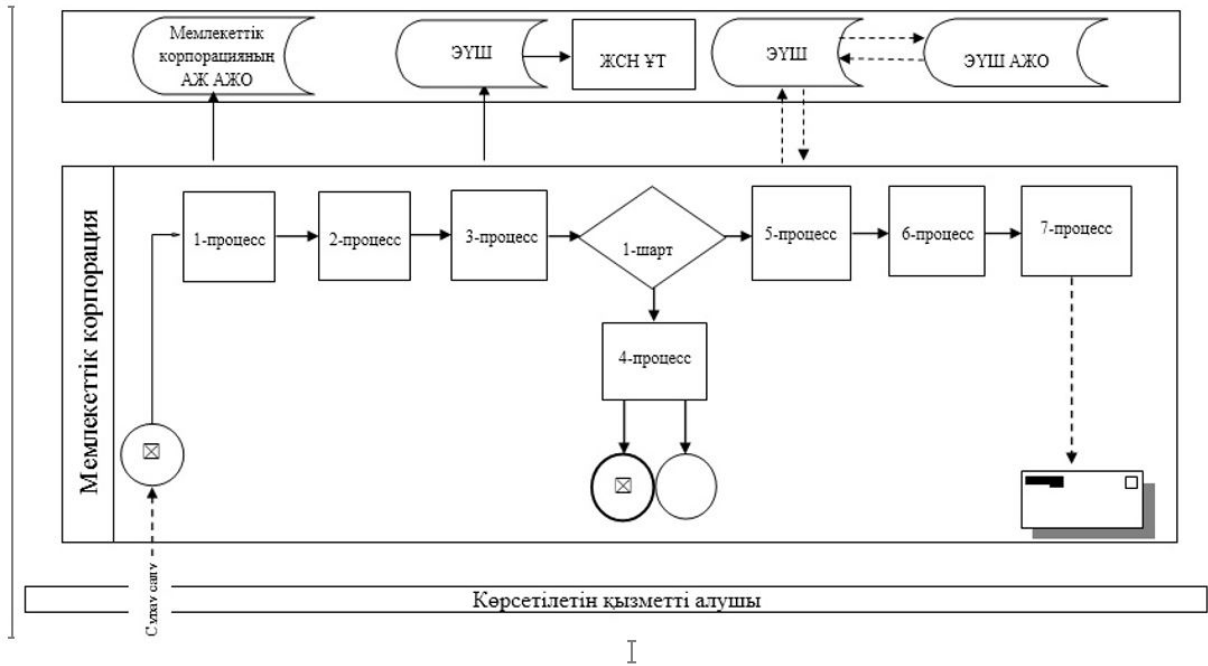 Мемлекеттік
корпорацияның
АЖ АЖО
ЭҮШ
ЖСН ҰТ
ЭҮШ
ЭҮШ АЖО
Мемлекеттік корпорация
1-процесс
2-процесс
3-процесс
1-шарт
5-процесс
6-процесс
7-процесс
4-процесс
Сұрау салу
Көрсетілетін қызметті алушы